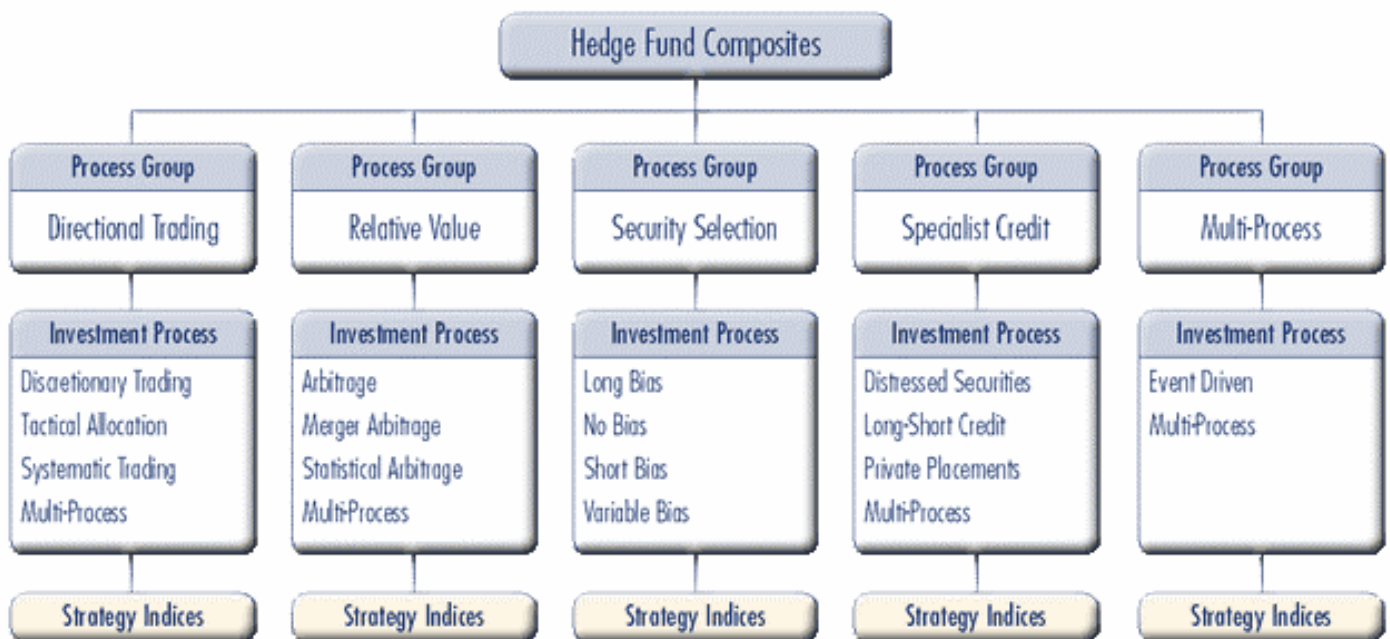 Hedge Fund Composites
Process Group
Directional Trading
Process Group
Relative Value
Process Group
Security Selection
Process Group
Specialist Credit
Process Group
Multi-Process
Investment Process
Discretionary Trading
Tactical Allocation
Systematic Trading
Multi-Process
Investment Process
Arbitrage
Merger Arbitrage
Statistical Arbitrage
Multi-Process
Investment Process
Long Bias
No Bias
Short Bias
Variable Bias
Investment Process
Distressed Securities
Long-Short Credit
Private Placements
Multi-Process
Investment Process
Event Driven
Multi-Process
Strategy Indices
Strategy Indices
Strategy Indices
Strategy Indices
Strategy Indices